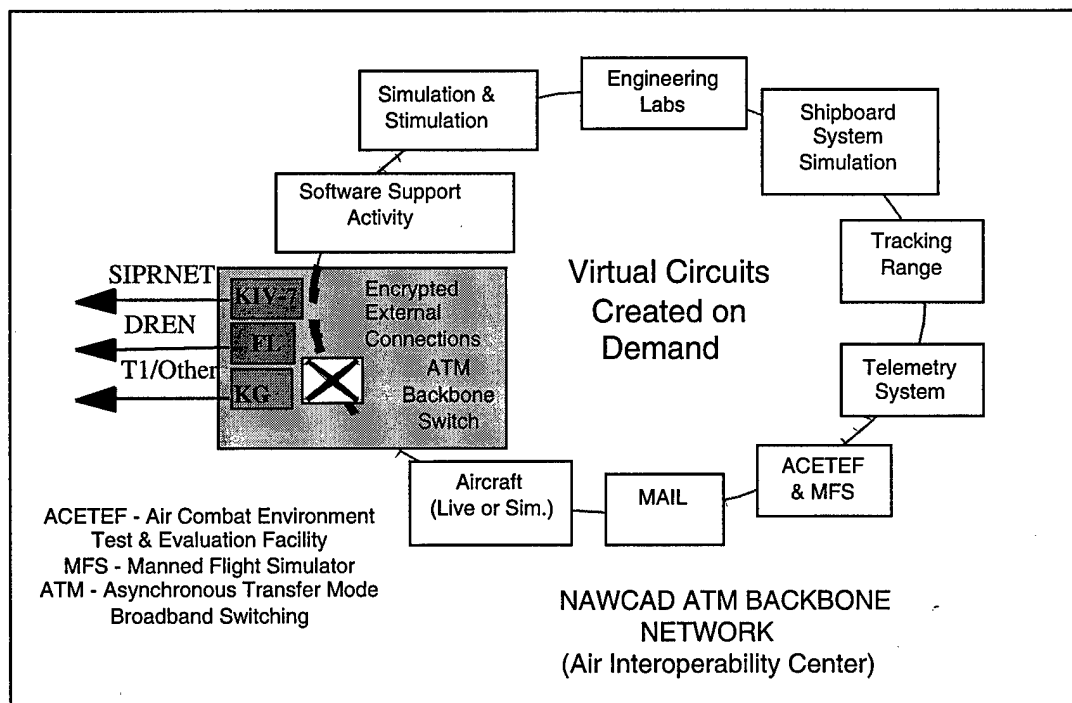 Engineering
Labs
Simulation &
Stimulation
Shipboard
System
Simulation
Software Support
Activity
Tracking
Range
SIPRNET
KIV-7
Encrypted
External
Connections
Virtual Circuits
Created on
Demand
DREN
FL
T1/Other
KG
ATM
Backbone
Switch
Telemetry
System
ACETEF
& MFS
Aircraft
(Live or Sim.)
MAIL
ACETEF - Air Combat Environment
Test & Evaluation Facility
MFS - Manned Flight Simulator
ATM - Asynchronous Transfer Mode
Broadband Switching
NAWCAD ATM BACKBONE
NETWORK
(Air Interoperability Center)